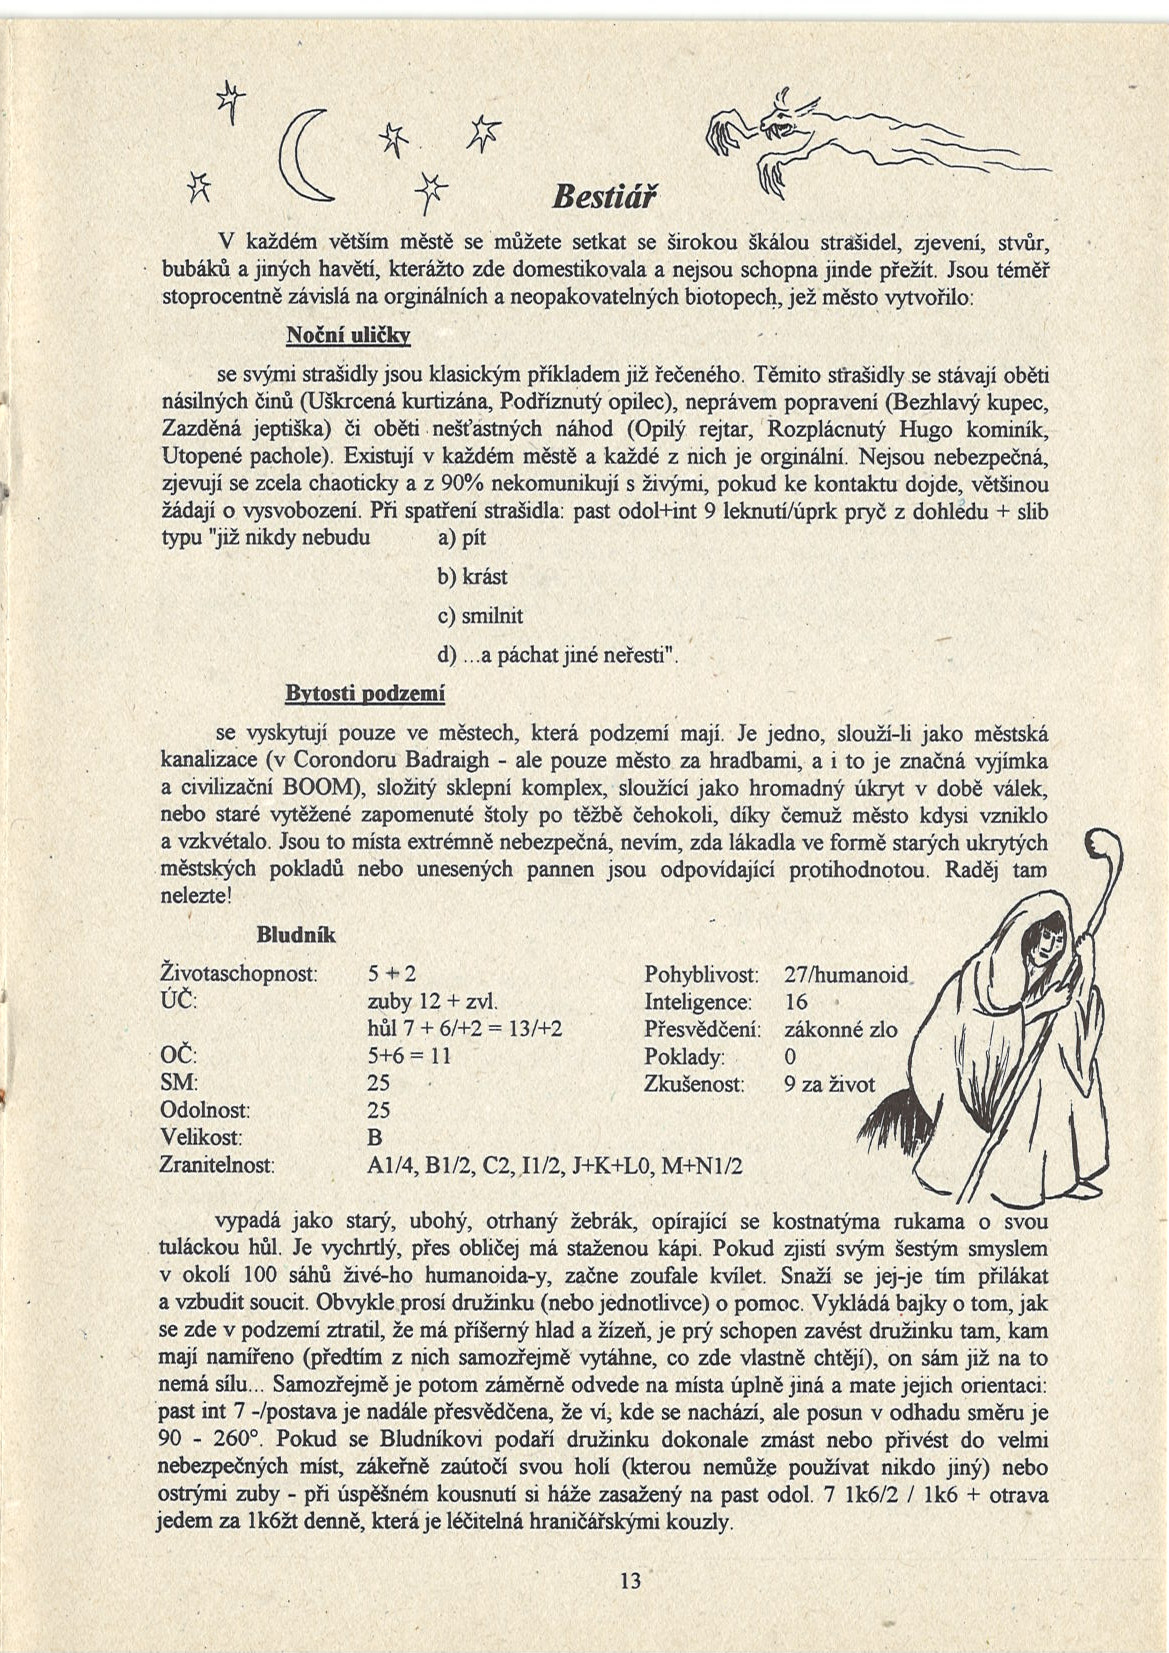 Bestiář
V každém větším městě se můžete setkat se širokou škálou strašidel, zjevení, stvůr,
bubáků a jiných havětí, kterážto zde domestikovala a nejsou schopna jinde přežít. Jsou téměř
stoprocentně závislá na orginálních a neopakovatelných biotopech, jež město vytvořilo:
Noční uličky
se svými strašidly jsou klasickým příkladem již řečeného. Těmito strašidly se stávají oběti
násilných činů (Uškrcená kurtizána, Podříznutý opilec), neprávem popravení (Bezhlavý kupec,
Zazděná jeptiška) či oběti nešťastných náhod (Opilý rejtar, Rozplácnutý Hugo kominík,
Utopené pachole). Existují v každém městě a každé z nich je orginální. Nejsou nebezpečná,
zjevují se zcela chaoticky a z 90% nekomunikují s živými, pokud ke kontaktu dojde, většinou
žádají o vysvobození. Při spatření strašidla: past odol+int 9 leknutí/úprk pryč z dohledu + slib
typu "již nikdy nebudu a) pít
b) krást
c) smilnit
d) ...a páchat jiné neřesti".
Bytosti podzemí
se vyskytují pouze ve městech, která podzemí mají. Je jedno, slouží-li jako městská
kanalizace (v Corondoru Badraigh - ale pouze město za hradbami, a i to je značná vyjímka
a civilizační BOOM), složitý sklepní komplex, sloužící jako hromadný úkryt v době válek,
nebo staré vytěžené zapomenuté štoly po těžbě čehokoli, díky čemuž město kdysi vzniklo
a vzkvétalo. Jsou to místa extrémně nebezpečná, nevím, zda lákadla ve formě starých ukrytých
městských pokladů nebo unesených pannen jsou odpovídající protihodnotou. Raděj tam
nelezte!
Bludník
Životaschopnost: 5 + 2 Pohyblivost: 27/humanoid
ÚČ: zuby 12 + zvl. Inteligence: 16
hůl 7 + 6/+2 = 13/+2 Přesvědčení: zákonné zlo
OČ: 5+6 = 11 Poklady: 0
SM: 25 Zkušenost: 9 za život
Odolnost: 25
Velikost: B
Zranitelnost: A1/4, B1/2, C2, I1/2, J+K+L0, M+N1/2
vypadá jako starý, ubohý, otrhaný žebrák, opírající se kostnatýma rukama o svou
tuláckou hůl. Je vychrtlý, přes obličej má staženou kápi. Pokud zjistí svým šestým smyslem
v okolí 100 sáhů živé-ho humanoida-y, začne zoufale kvílet. Snaží se jej-je tím přilákat
a vzbudit soucit. Obvykle prosí družinku (nebo jednotlivce) o pomoc. Vykládá bajky o tom, jak
se zde v podzemí ztratil, že má příšerný hlad a žízeň, je prý schopen zavést družinku tam, kam
mají namířeno (předtím z nich samozřejmě vytáhne, co zde vlastně chtějí), on sám již na to
nemá sílu... Samozřejmě je potom záměrně odvede na místa úplně jiná a mate jejich orientaci:
past int 7 -/postava je nadále přesvědčena, že ví, kde se nachází, ale posun v odhadu směru je
90 - 260°. Pokud se Bludníkovi podaří družinku dokonale zmást nebo přivést do velmi
nebezpečných míst, zákeřně zaútočí svou holí (kterou nemůže používat nikdo jiný) nebo
ostrými zuby - při úspěšném kousnutí si háže zasažený na past odol. 7 1k6/2 / 1k6 + otrava
jedem za 1k6žt denně, která je léčitelná hraničářskými kouzly.
13